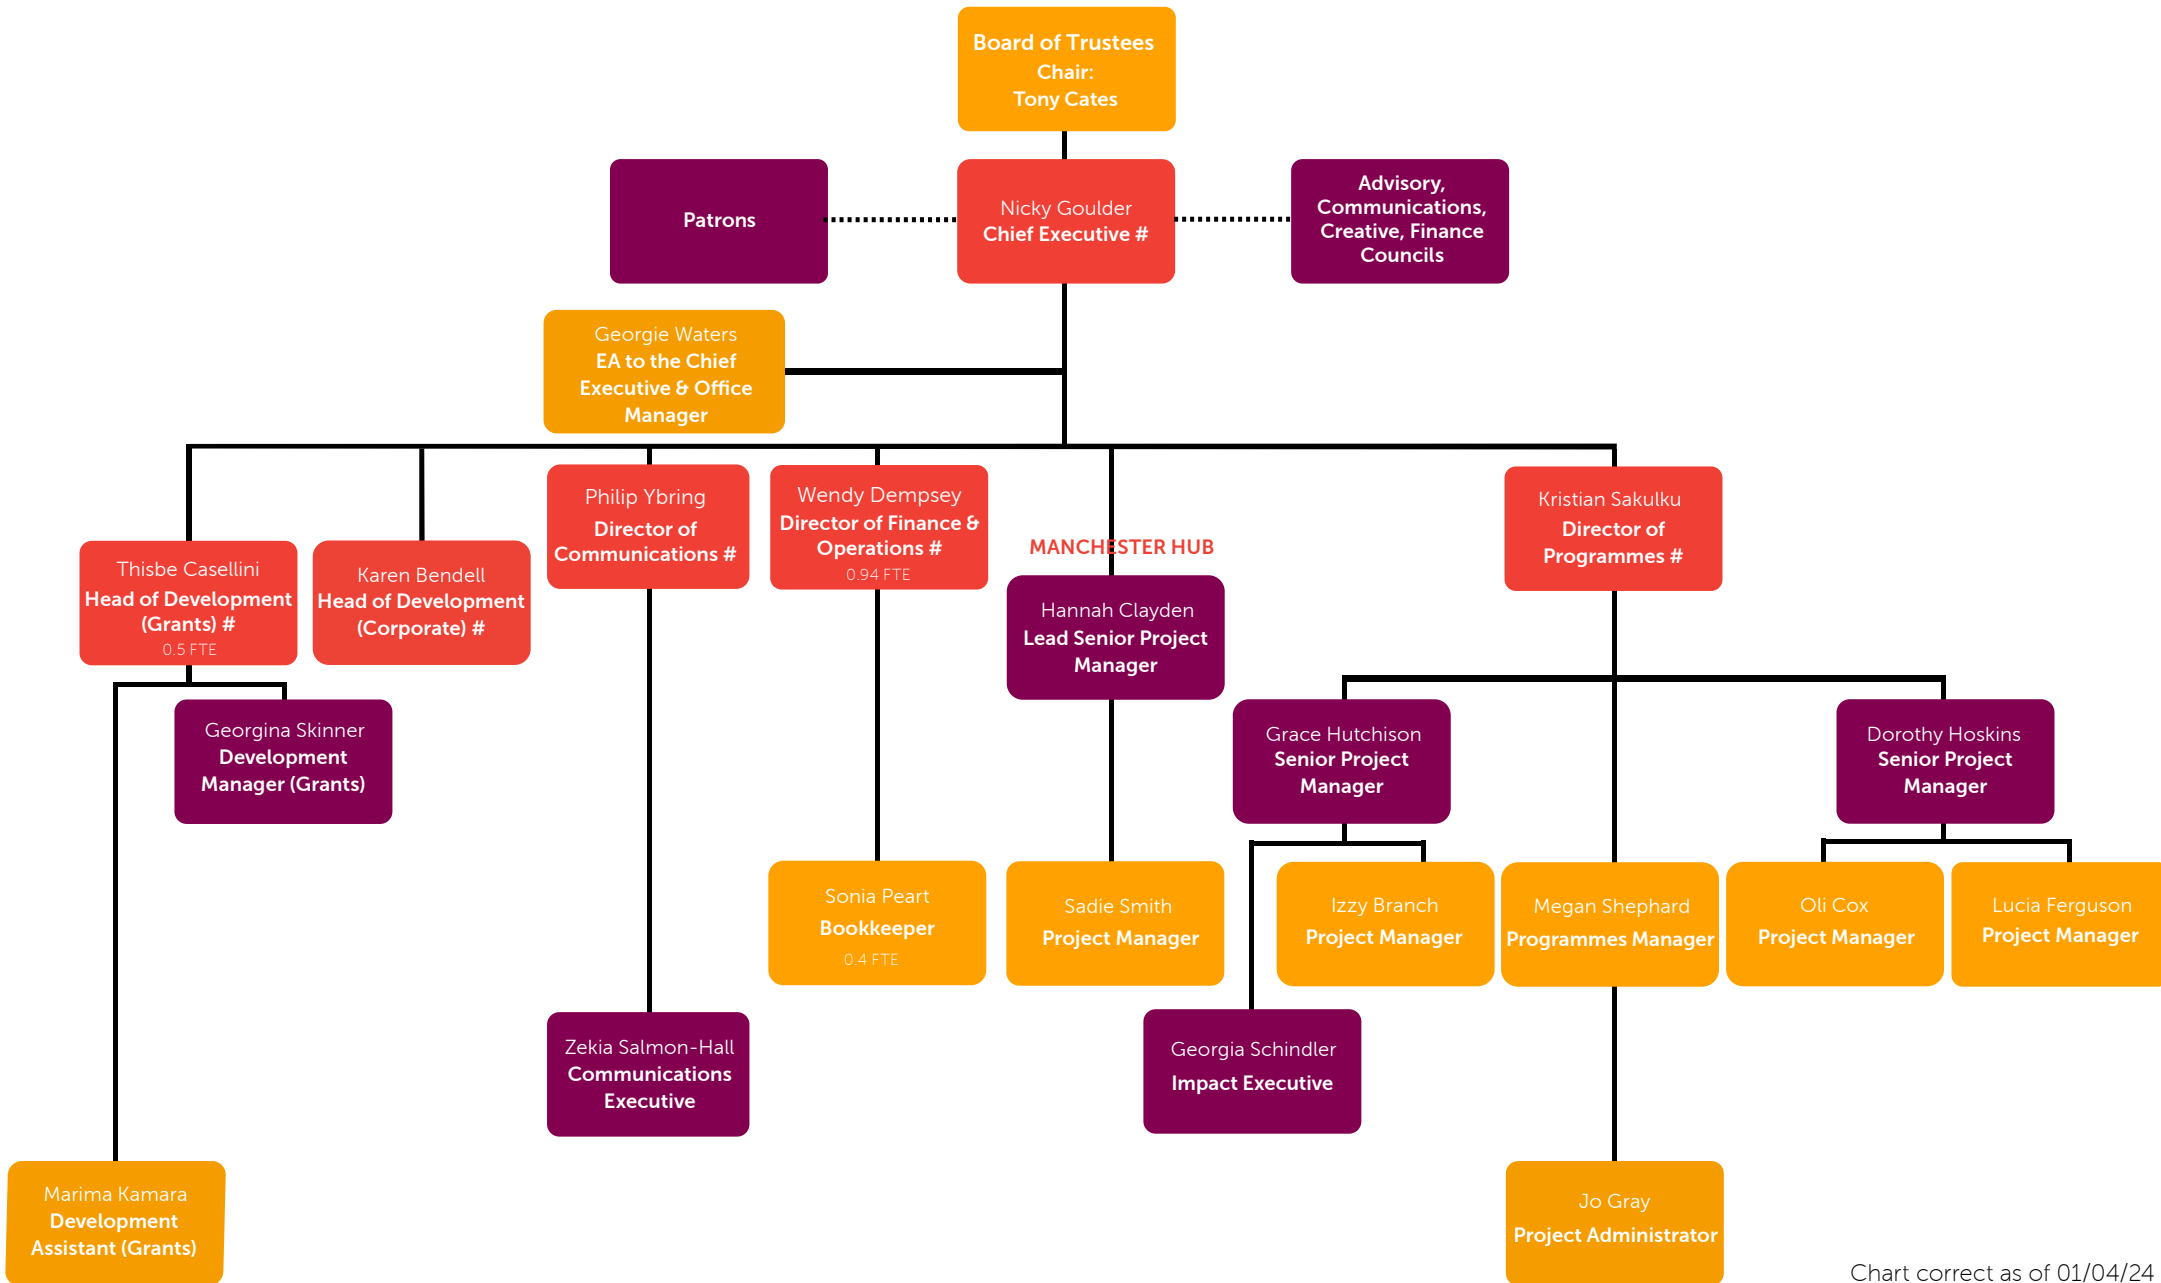 Board of Trustees
Chair:
Tony Cates
Patrons
Nicky Goulder
Chief Executive #
Advisory,
Communications,
Creative, Finance
Councils
Georgie Waters
EA to the Chief
Executive & Office
Manager
Thisbe Casellini
Head of Development
(Grants) #
0.5 FTE
Karen Bendell
Head of Development
(Corporate) #
Philip Ybring
Director of
Communications #
Wendy Dempsey
Director of Finance &
Operations #
0.94 FTE
MANCHESTER HUB
Hannah Clayden
Lead Senior Project
Manager
Kristian Sakulku
Director of
Programmes #
Georgina Skinner
Development
Manager (Grants)
Grace Hutchison
Senior Project
Manager
Dorothy Hoskins
Senior Project
Manager
Sonia Peart
Bookkeeper
0.4 FTE
Sadie Smith
Project Manager
Izzy Branch
Project Manager
Megan Shephard
Programmes Manager
Oli Cox
Project Manager
Lucia Ferguson
Project Manager
Zekia Salmon-Hall
Communications
Executive
Georgia Schindler
Impact Executive
Marima Kamara
Development
Assistant (Grants)
Jo Gray
Project Administrator
Chart correct as of 01/04/24